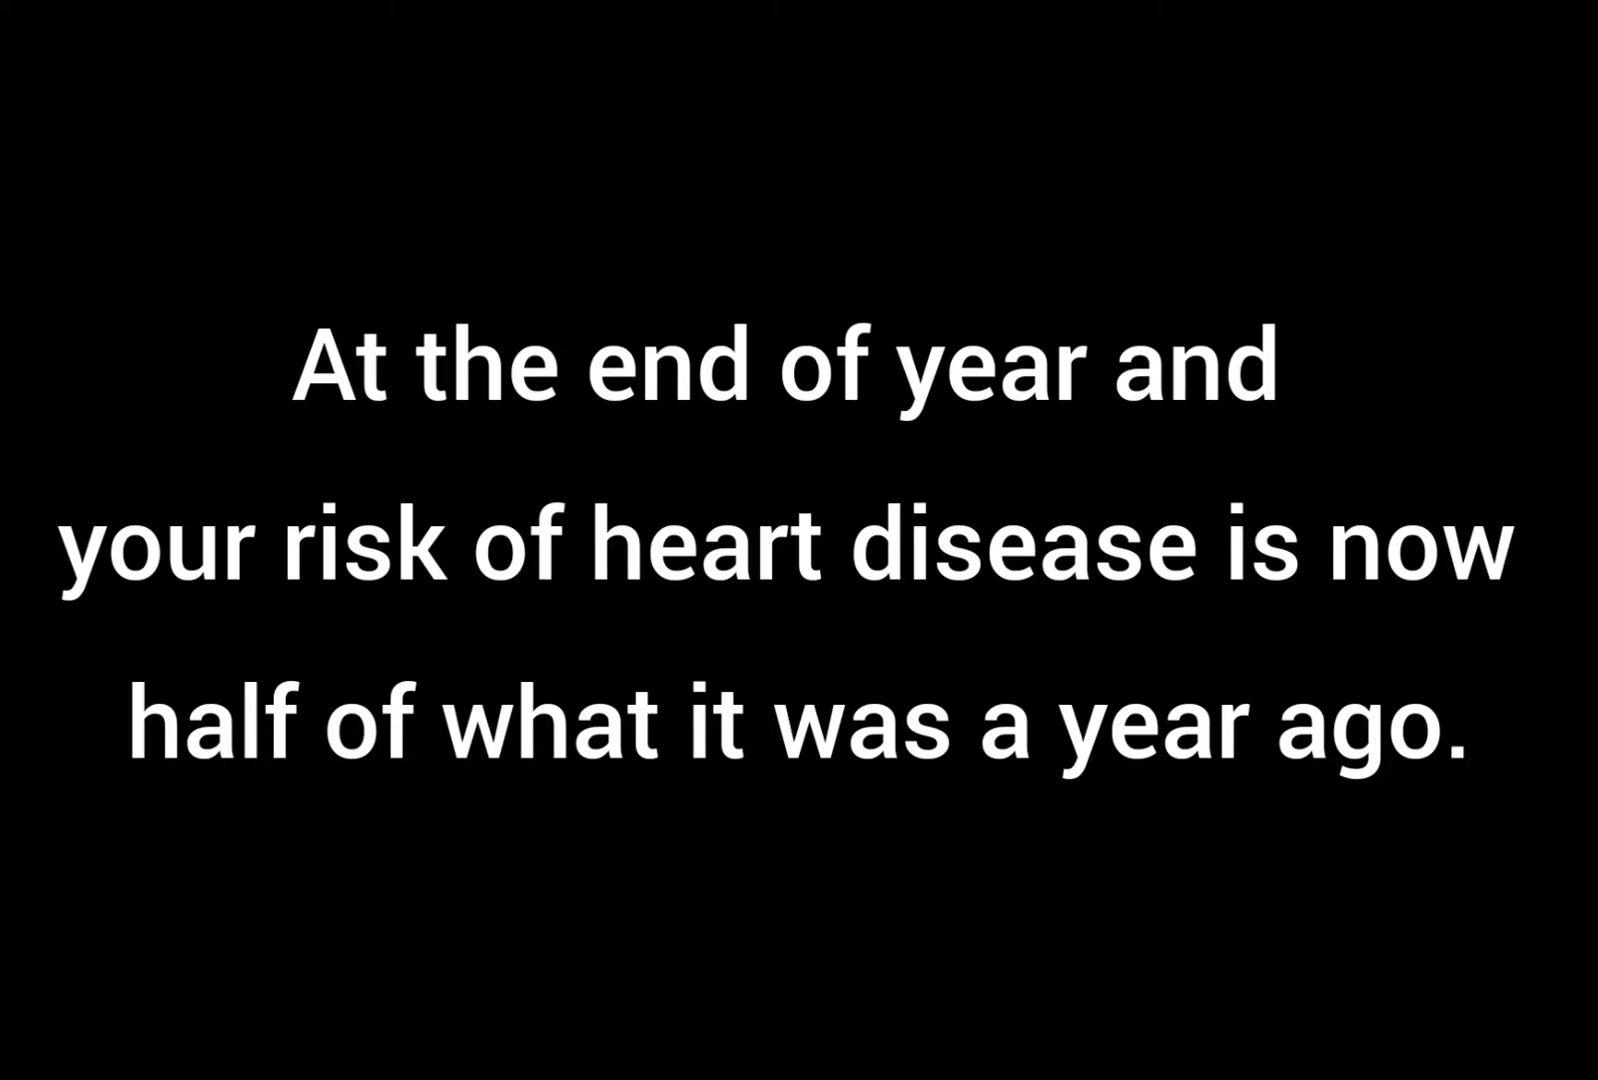 At the end of year and
your risk of heart disease is now
half of what it was a year ago.